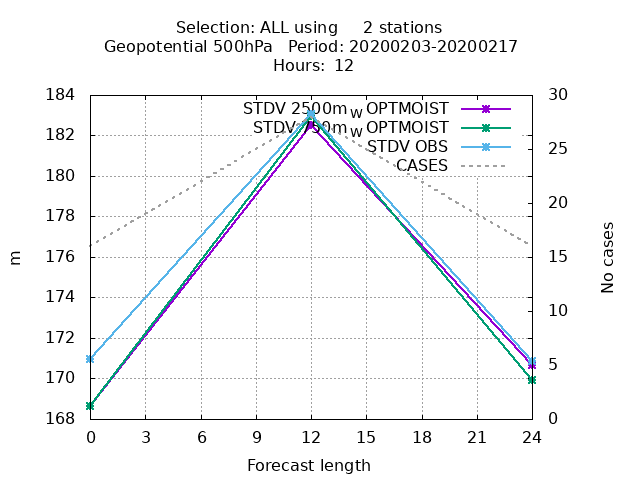 Selection: ALL using 2 stations
Geopotential 500hPa Period: 20200203-20200217
Hours: 12
184
182
180
178
176
174
172
170
168
m
30
25
20
15
10
5
0
No cases
STDV 2500m W OPTMOIST
STDV W OPTMOIST
STDV OBS
CASES
0 3 6 9 12 15 18 21 24
Forecast length